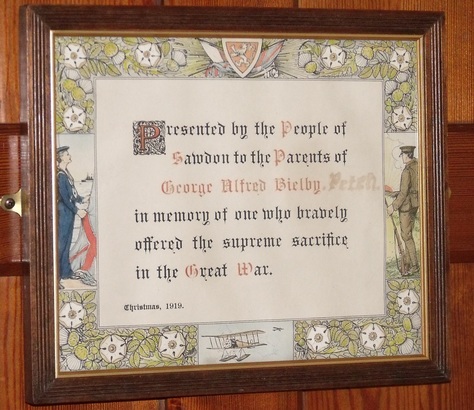 Presented by the People of
Sawdon to the Parents of
George Alfred Bielby. Petch.
in memory of one who bravely
offered the supreme sacrifice
in the Great War.
Christmas, 1919.